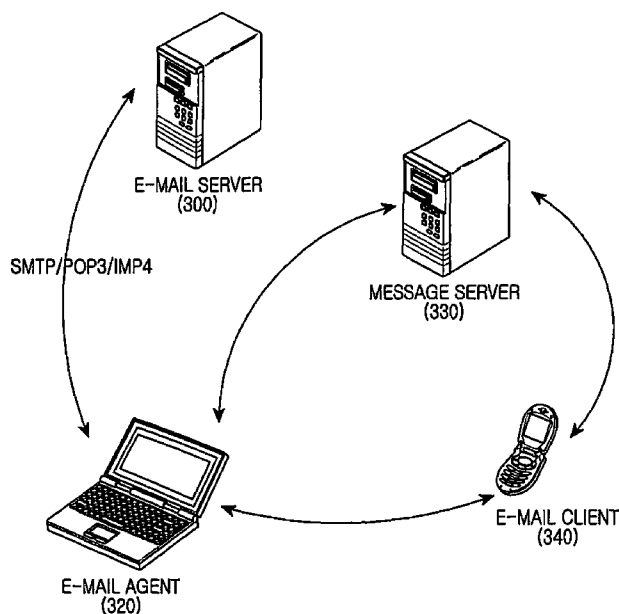 E-MAIL SERVER
(300)
SMTP/POP3/IMP4
MESSAGE SERVER
(330)
E-MAIL CLIENT
(340)
E-MAIL AGENT
(320)